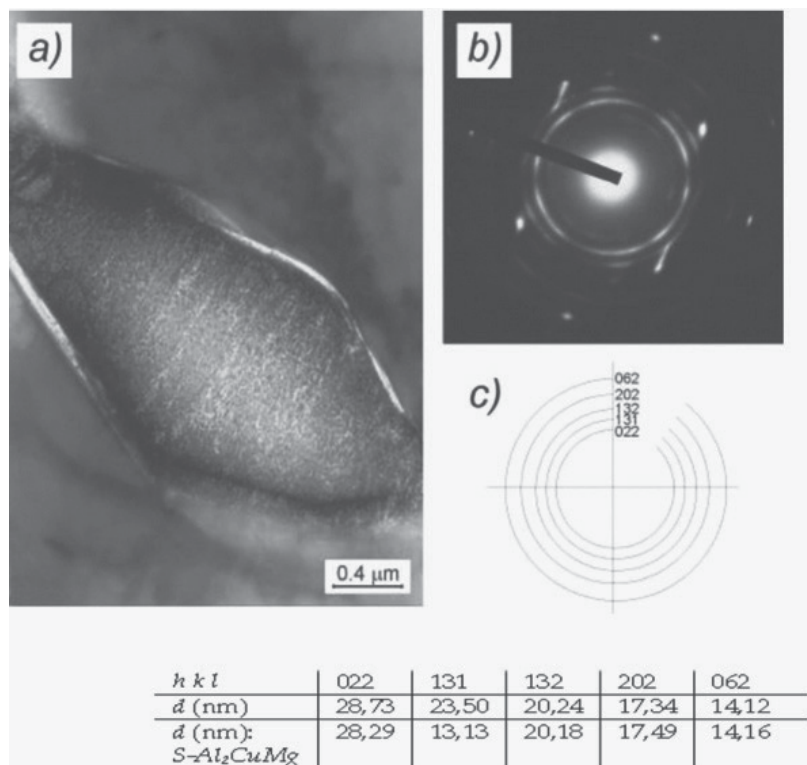 a)
b)
0.4 μm
c)
062
202
132
131
022
h k l 022 131 132 202 062
d (nm) 28,73 23,50 20,24 17,34 14,12
d (nm): 28,29 13,13 20,18 17,49 14,16
S-Al₂CuMg